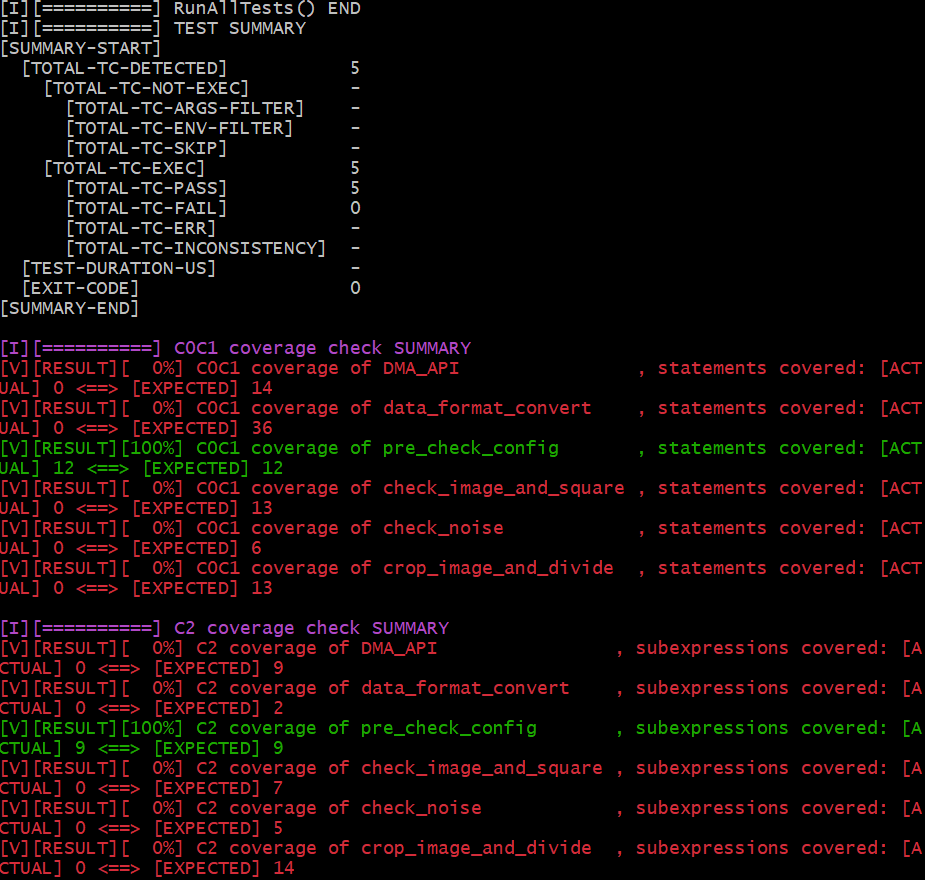 [I][==========] RunAllTests() END
[I][==========] TEST SUMMARY
[SUMMARY-START]
  [TOTAL-TC-DETECTED]           5
    [TOTAL-TC-NOT-EXEC]         -
      [TOTAL-TC-ARGS-FILTER]    -
      [TOTAL-TC-ENV-FILTER]     -
      [TOTAL-TC-SKIP]           -
    [TOTAL-TC-EXEC]             5
      [TOTAL-TC-PASS]           5
      [TOTAL-TC-FAIL]           0
      [TOTAL-TC-ERR]            -
      [TOTAL-TC-INCONSISTENCY]  -
  [TEST-DURATION-US]            -
  [EXIT-CODE]                   0
[SUMMARY-END]
[I][==========] C0C1 coverage check SUMMARY
[V][RESULT][  0%] C0C1 coverage of DMA_API                , statements covered: [ACT
UAL] 0 <==> [EXPECTED] 14
[V][RESULT][  0%] C0C1 coverage of data_format_convert    , statements covered: [ACT
UAL] 0 <==> [EXPECTED] 36
[V][RESULT][100%] C0C1 coverage of pre_check_config       , statements covered: [ACT
UAL] 12 <==> [EXPECTED] 12
[V][RESULT][  0%] C0C1 coverage of check_image_and_square , statements covered: [ACT
UAL] 0 <==> [EXPECTED] 13
[V][RESULT][  0%] C0C1 coverage of check_noise            , statements covered: [ACT
UAL] 0 <==> [EXPECTED] 6
[V][RESULT][  0%] C0C1 coverage of crop_image_and_divide  , statements covered: [ACT
UAL] 0 <==> [EXPECTED] 13
[I][==========] C2 coverage check SUMMARY
[V][RESULT][  0%] C2 coverage of DMA_API                , subexpressions covered: [A
CTUAL] 0 <==> [EXPECTED] 9
[V][RESULT][  0%] C2 coverage of data_format_convert    , subexpressions covered: [A
CTUAL] 0 <==> [EXPECTED] 2
[V][RESULT][100%] C2 coverage of pre_check_config       , subexpressions covered: [A
CTUAL] 9 <==> [EXPECTED] 9
[V][RESULT][  0%] C2 coverage of check_image_and_square , subexpressions covered: [A
CTUAL] 0 <==> [EXPECTED] 7
[V][RESULT][  0%] C2 coverage of check_noise            , subexpressions covered: [A
CTUAL] 0 <==> [EXPECTED] 5
[V][RESULT][  0%] C2 coverage of crop_image_and_divide  , subexpressions covered: [A
CTUAL] 0 <==> [EXPECTED] 14